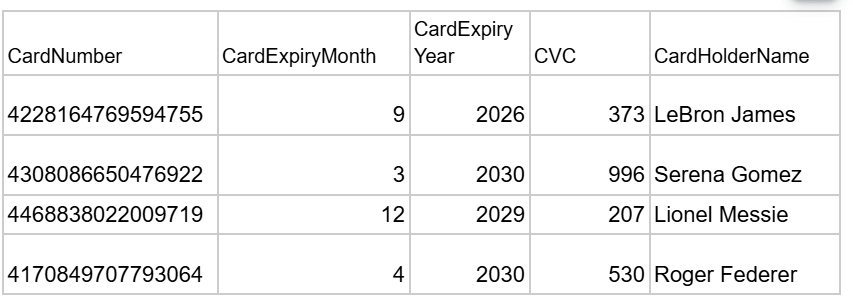 CardNumber CardExpiryMonth CardExpiry Year CVC CardHolderName
4228164769594755 9 2026 373 LeBron James
4308086650476922 3 2030 996 Serena Gomez
4468838022009719 12 2029 207 Lionel Messie
4170849707793064 4 2030 530 Roger Federer